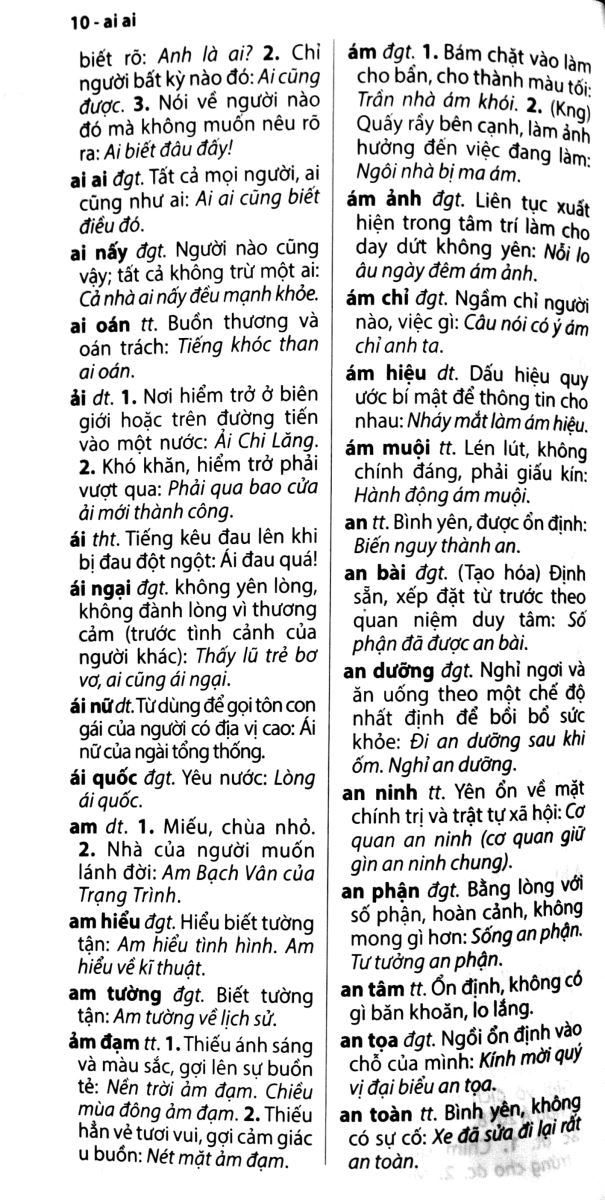 10 - ai ai
biết rõ: Anh là ai? 2. Chỉ
người bất kỳ nào đó: Ai cũng
được. 3. Nói về người nào
đó mà không muốn nêu rõ
ra: Ai biết đâu đấy!
ai ai đgt. Tất cả mọi người, ai
cũng như ai: Ai ai cũng biết
điều đó.
ai nấy đgt. Người nào cũng
vậy; tất cả không trừ một ai:
Cả nhà ai nấy đều mạnh khỏe.
ai oán tt. Buồn thương và
oán trách: Tiếng khóc than
ai oán.
ải dt. 1. Nơi hiểm trở ở biên
giới hoặc trên đường tiến
vào một nước: Ải Chi Lăng.
2. Khó khăn, hiểm trở phải
vượt qua: Phải qua bao cửa
ải mới thành công.
ái tht. Tiếng kêu đau lên khi
bị đau đột ngột: Ái đau quá!
ái ngại đgt. không yên lòng,
không đành lòng vì thương
cảm (trước tình cảnh của
người khác): Thấy lũ trẻ bơ
vơ, ai cũng ái ngại.
ái nữ dt. Từ dùng để gọi tôn con
gái của người có địa vị cao: Ái
nữ của ngài tổng thống.
ái quốc đgt. Yêu nước: Lòng
ái quốc.
am dt. 1. Miếu, chùa nhỏ.
2. Nhà của người muốn
lánh đời: Am Bạch Vân của
Trạng Trình.
am hiểu đgt. Hiểu biết tường
tận: Am hiểu tình hình. Am
hiểu về kĩ thuật.
am tường đgt. Biết tường
tận: Am tường về lịch sử.
ảm đạm tt. 1. Thiếu ánh sáng
và màu sắc, gợi lên sự buồn
tẻ: Nền trời ảm đạm. Chiều
mùa đông ảm đạm. 2. Thiếu
hẳn vẻ tươi vui, gợi cảm giác
u buồn: Nét mặt ảm đạm.
ám đgt. 1. Bám chặt vào làm
cho bẩn, cho thành màu tối:
Trần nhà ám khói. 2. (Kng)
Quấy rầy bên cạnh, làm ảnh
hưởng đến việc đang làm:
Ngôi nhà bị ma ám.
ám ảnh đgt. Liên tục xuất
hiện trong tâm trí làm cho
day dứt không yên: Nỗi lo
âu ngày đêm ám ảnh.
ám chỉ đgt. Ngầm chỉ người
nào, việc gì: Câu nói có ý ám
chỉ anh ta.
ám hiệu dt. Dấu hiệu quy
ước bí mật để thông tin cho
nhau: Nháy mắt làm ám hiệu.
ám muội tt. Lén lút, không
chính đáng, phải giấu kín:
Hành động ám muội.
an tt. Bình yên, được ổn định:
Biến nguy thành an.
an bài đgt. (Tạo hóa) Định
sẵn, xếp đặt từ trước theo
quan niệm duy tâm: Số
phận đã được an bài.
an dưỡng đgt. Nghỉ ngơi và
ăn uống theo một chế độ
nhất định để bồi bổ sức
khỏe: Đi an dưỡng sau khi
ốm. Nghỉ an dưỡng.
an ninh tt. Yên ổn về mặt
chính trị và trật tự xã hội: Cơ
quan an ninh (cơ quan giữ
gìn an ninh chung).
an phận đgt. Bằng lòng với
số phận, hoàn cảnh, không
mong gì hơn: Sống an phận.
Tư tưởng an phận.
an tâm tt. Ổn định, không có
gì băn khoăn, lo lắng.
an tọa đgt. Ngồi ổn định vào
chỗ của mình: Kính mời quý
vị đại biểu an tọa.
an toàn tt. Bình yên, không
có sự cố: Xe đã sửa đi lại rất
an toàn.